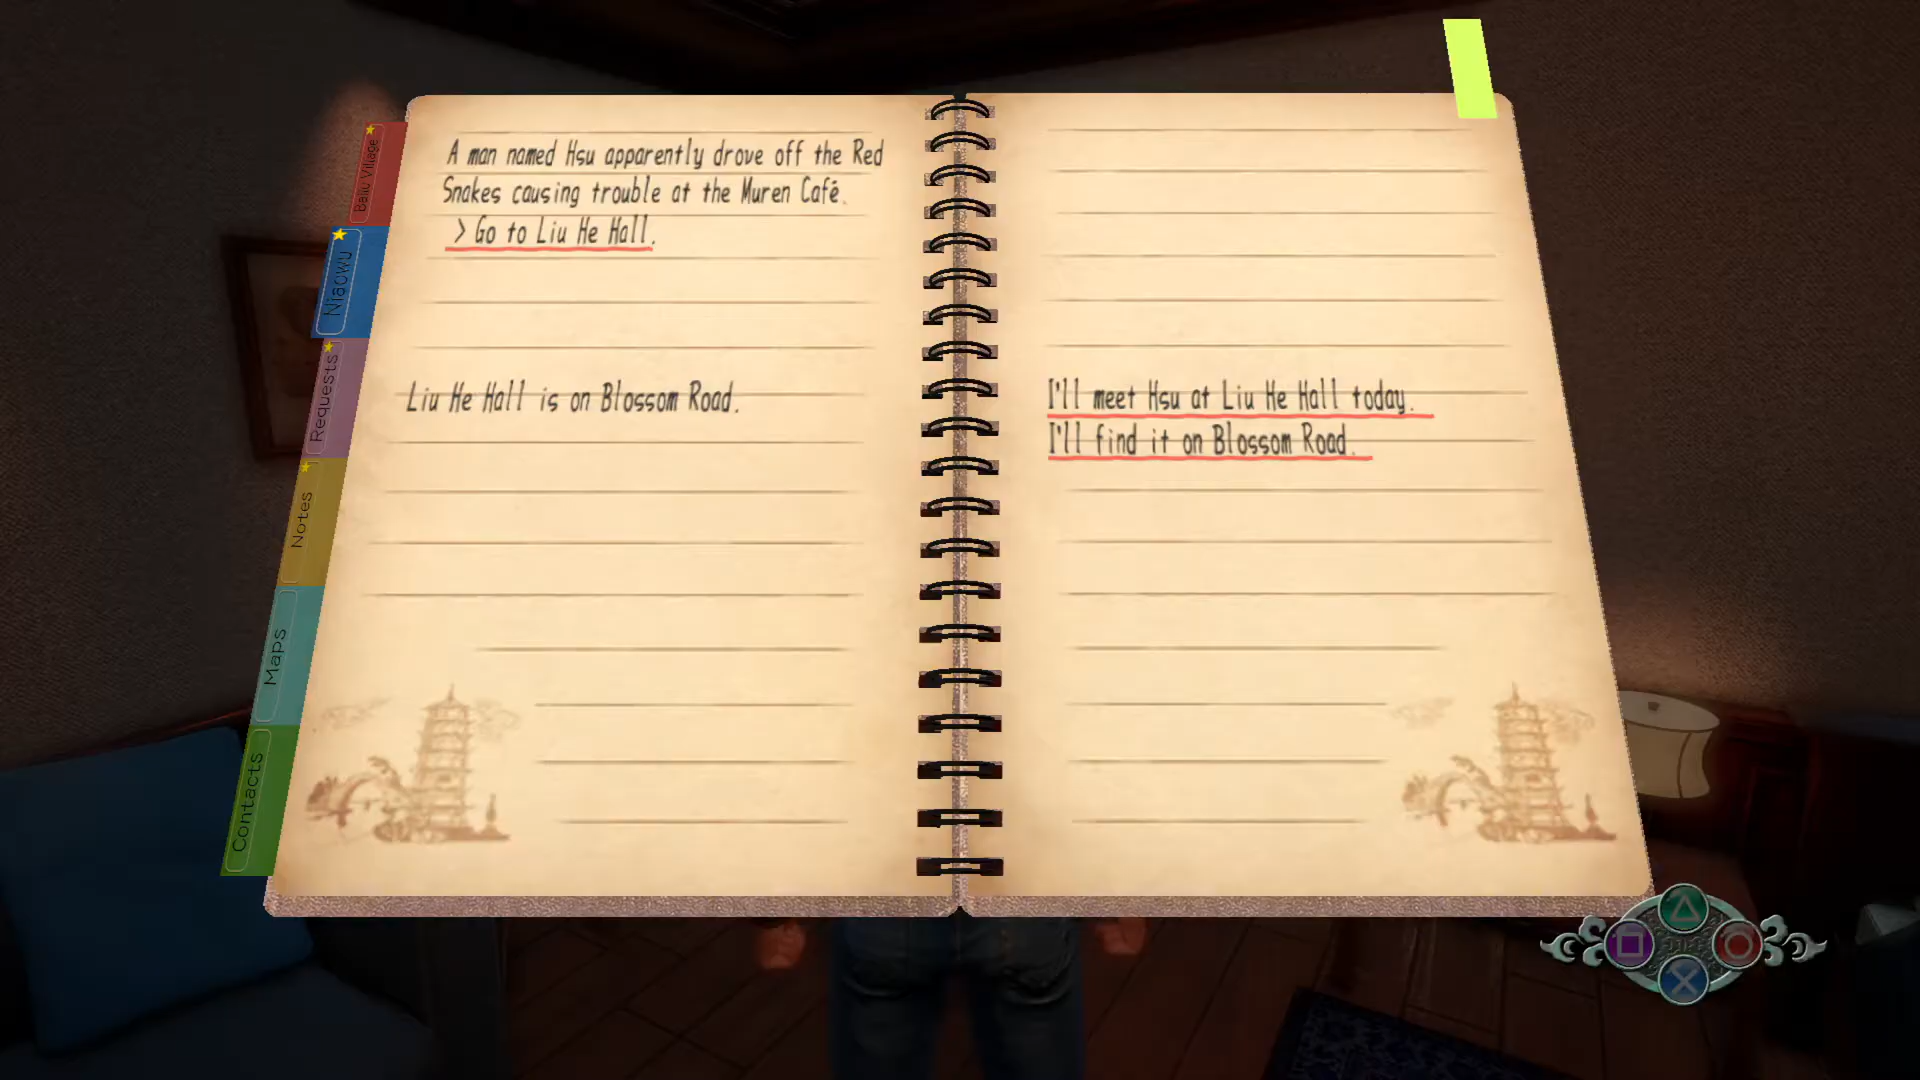 A man named Hsu apparently drove off the Red
Snakes causing trouble at the Muren Café.
> Go to Liu He Hall.
Liu He Hall is on Blossom Road.
I'll meet Hsu at Liu He Hall today.
I'll find it on Blossom Road.
Bailu Village
Niaowu
Requests
Notes
Maps
Contacts